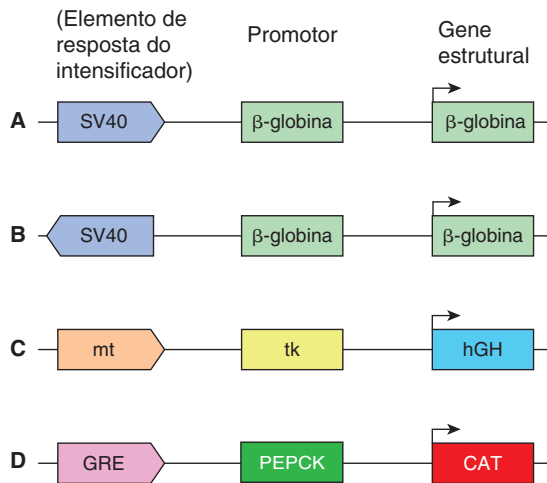 (Elemento de
resposta do
intensificador)
Promotor
Gene
estrutural
A SV40 β-globina β-globina
B SV40 β-globina β-globina
C mt tk hGH
D GRE PEPCK CAT